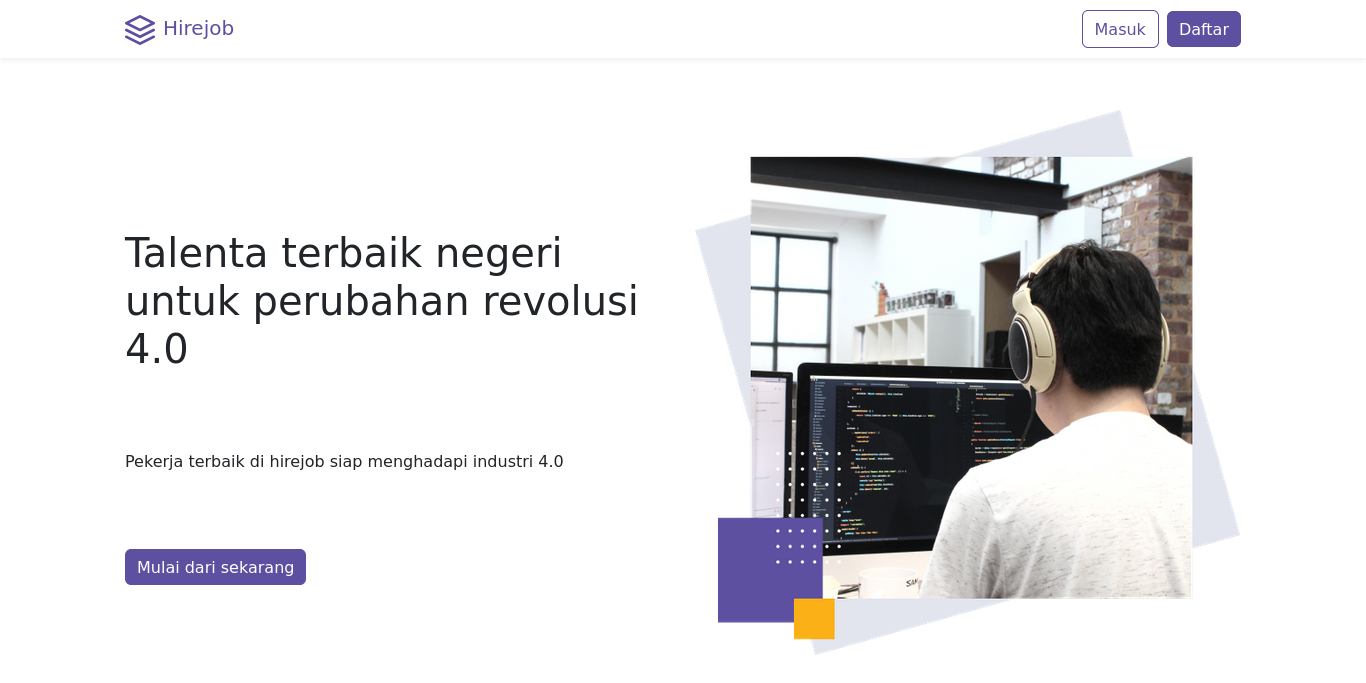 Hirejob
Masuk
Daftar
Talenta terbaik negeri
untuk perubahan revolusi
4.0
Pekerja terbaik di hirejob siap menghadapi industri 4.0
Mulai dari sekarang